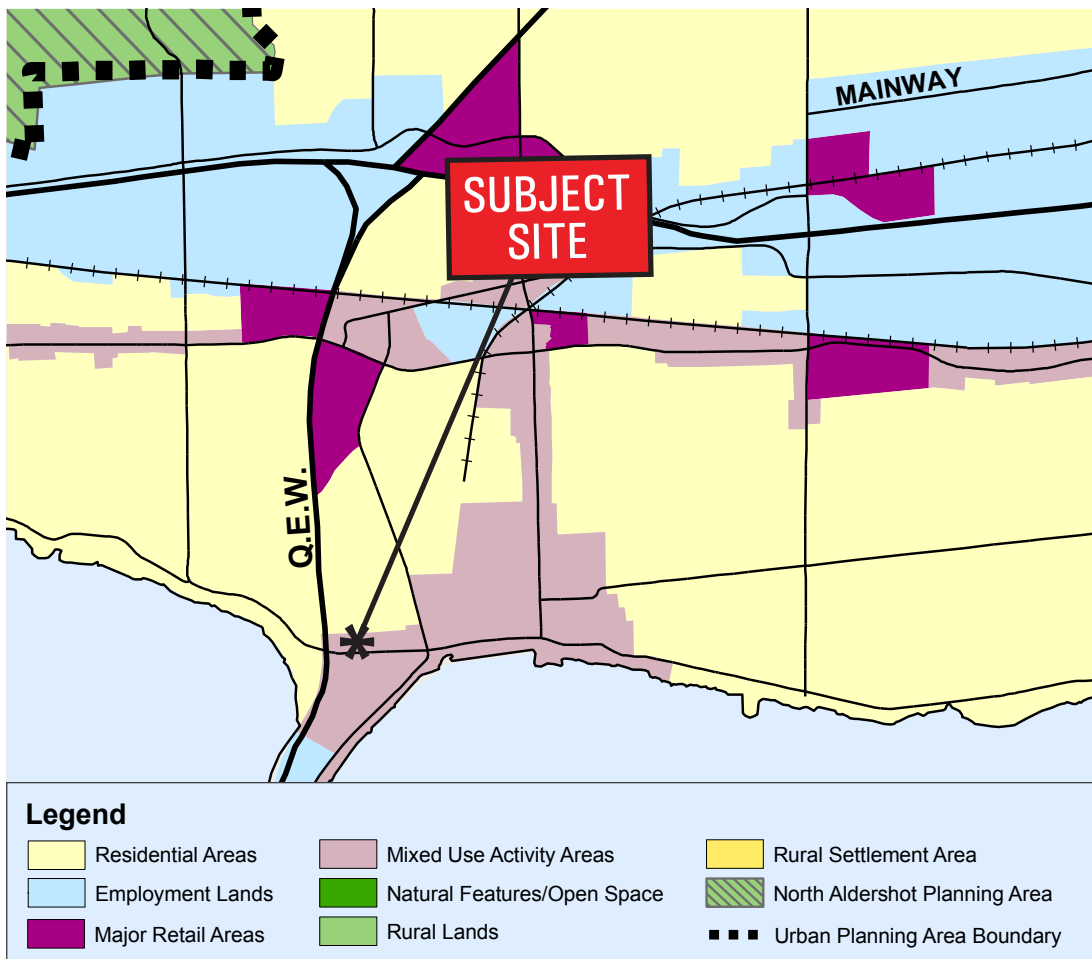 MAINWAY
SUBJECT
SITE
Q.E.W.
Legend
Residential Areas
Employment Lands
Major Retail Areas
Mixed Use Activity Areas
Natural Features/Open Space
Rural Lands
Rural Settlement Area
North Aldershot Planning Area
Urban Planning Area Boundary